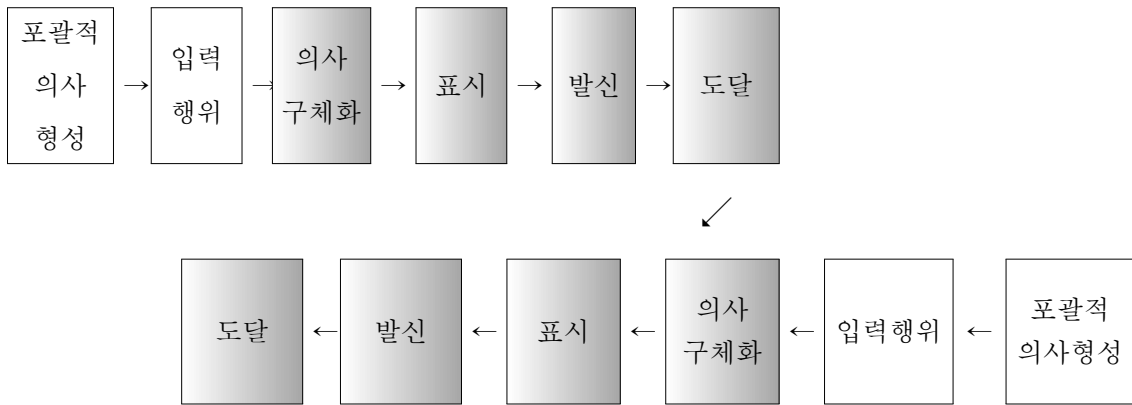 포괄적
의사
형성
→
입력
행위
→
의사
구체화
→
표시
→
발신
→
도달
↙
도달
←
발신
←
표시
←
의사
구체화
←
입력행위
←
포괄적
의사형성